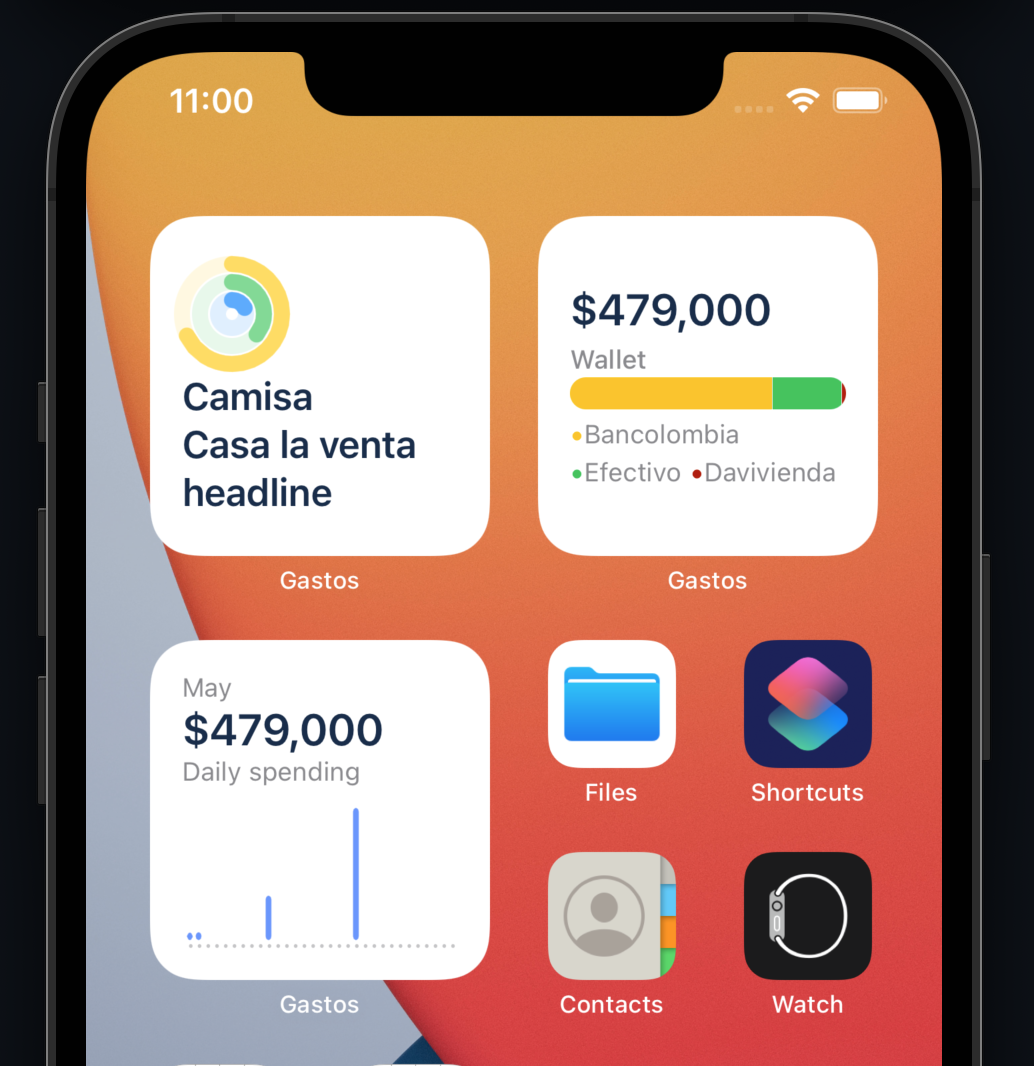 11:00
Camisa
Casa la venta
headline
Gastos
$479,000
Wallet
•Bancolombia
•Efectivo •Davivienda
Gastos
May
$479,000
Daily spending
Gastos
Files
Shortcuts
Contacts
Watch